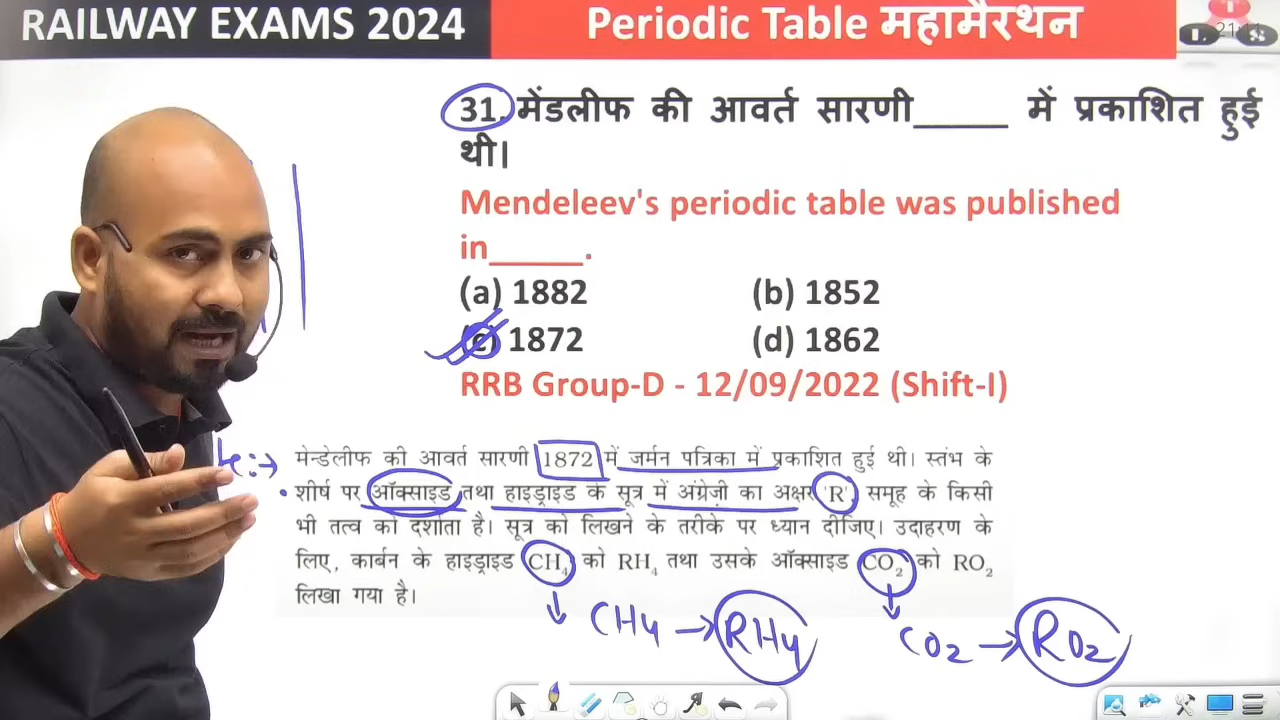 RAILWAY EXAMS 2024
Periodic Table महामैरथन
31. मेंडलीफ की आवर्त सारणी_____ में प्रकाशित हुई
थी।
Mendeleev's periodic table was published
in_____.
(a) 1882 (b) 1852
(c) 1872 (d) 1862
RRB Group-D - 12/09/2022 (Shift-I)
मेन्डेलीफ की आवर्त सारणी 1872 में जर्मन पत्रिका में प्रकाशित हुई थी। स्तंभ के
शीर्ष पर ऑक्साइड तथा हाइड्राइड के सूत्र में अंग्रेज़ी का अक्षर 'R' समूह के किसी
भी तत्व को दर्शाता है। सूत्र को लिखने के तरीके पर ध्यान दीजिए। उदाहरण के
लिए, कार्बन के हाइड्राइड CH₄ को RH₄ तथा उसके ऑक्साइड CO₂ को RO₂
लिखा गया है।
CH4 → RH4
CO2 → RO2